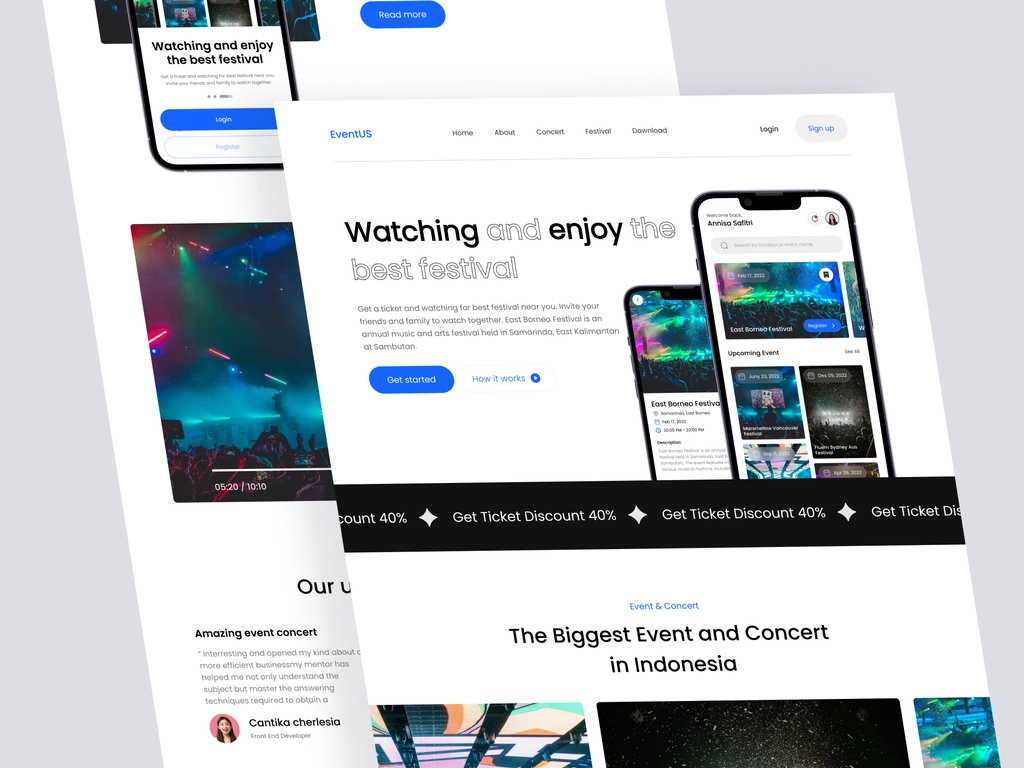 Read more
Watching and enjoy
the best festival
Get a ticket and watching for best festival near you.
Invite your friends and family to watch together.
Login
Register
05:20 / 10:10
Our u
Amazing event concert
“ interresting and opened my kind about
more efficient businessmy mentor has
helped me not only understand the
subject but master the answering
techniques required to obtain a
Cantika cherlesia
Front End Developer
EventUS
Home
About
Concert
Festival
Download
Login
Sign up
Watching and enjoy the
best festival
Get a ticket and watching for best festival near you. Invite your
friends and family to watch together. East Borneo Festival is an
annual music and arts festival held in Samarinda, East Kalimantan
at Sambutan.
Get started
How it works
East Borneo Festiva
Samarinda, East Borneo
Feb 17, 2022
20:00 PM - 23:00 PM
Description
East Borneo Festival is an annual
festival held in Samarinda, East K
Sambutan. The event features m
various musical rhythms, includi
Welcome back,
Annisa Safitri
Search by location or event name
Feb 17, 2022
East Borneo Festival
Register
W
Upcoming Event
See All
Juny 23, 2022
Marsmellow Vancouver
Festival
Des 09, 2022
Fluem Sydney Aus
Festival
Sep 11, 2022
Apr 29, 2022
count 40%
Get Ticket Discount 40%
Get Ticket Discount 40%
Get Ticket Dis
Event & Concert
The Biggest Event and Concert
in Indonesia